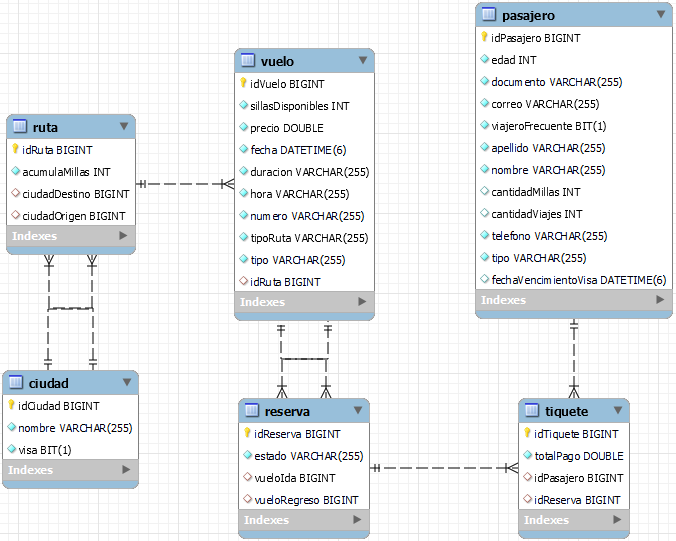 ruta
idRuta BIGINT
acumulaMillas INT
ciudadDestino BIGINT
ciudadOrigen BIGINT
Indexes
ciudad
idCiudad BIGINT
nombre VARCHAR(255)
visa BIT(1)
Indexes
vuelo
idVuelo BIGINT
sillasDisponibles INT
precio DOUBLE
fecha DATETIME(6)
duracion VARCHAR(255)
hora VARCHAR(255)
numero VARCHAR(255)
tipoRuta VARCHAR(255)
tipo VARCHAR(255)
idRuta BIGINT
Indexes
reserva
idReserva BIGINT
estado VARCHAR(255)
vueloIda BIGINT
vueloRegreso BIGINT
Indexes
pasajero
idPasajero BIGINT
edad INT
documento VARCHAR(255)
correo VARCHAR(255)
viajeroFrecuente BIT(1)
apellido VARCHAR(255)
nombre VARCHAR(255)
cantidadMillas INT
cantidadViajes INT
telefono VARCHAR(255)
tipo VARCHAR(255)
fechaVencimientoVisa DATETIME(6)
Indexes
tiquete
idTiquete BIGINT
totalPago DOUBLE
idPasajero BIGINT
idReserva BIGINT
Indexes